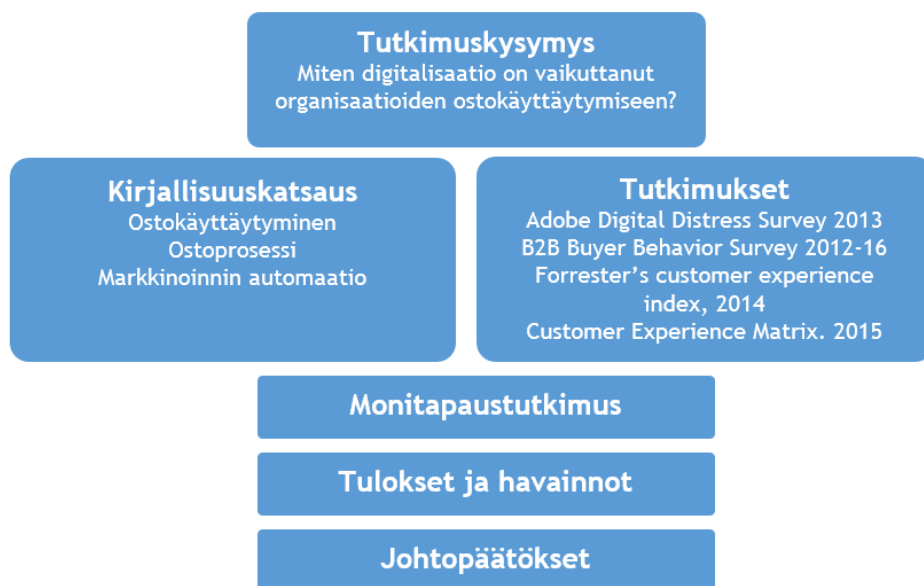 Tutkimuskysymys
Miten digitalisaatio on vaikuttanut
organisaatioiden ostokäyttäytymiseen?
Kirjallisuuskatsaus
Ostokäyttäytyminen
Ostoprosessi
Markkinoinnin automaatio
Tutkimukset
Adobe Digital Distress Survey 2013
B2B Buyer Behavior Survey 2012-16
Forrester’s customer experience
index, 2014
Customer Experience Matrix. 2015
Monitapaustutkimus
Tulokset ja havainnot
Johtopäätökset